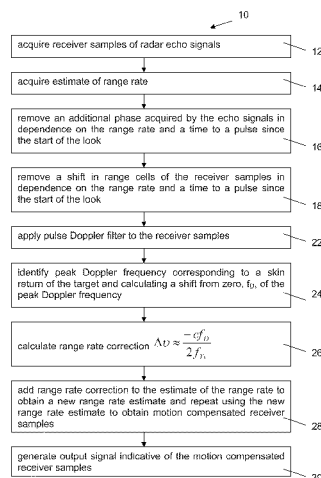 10
acquire receiver samples of radar echo signals
12
acquire estimate of range rate
14
remove an additional phase acquired by the echo signals in
dependence on the range rate and a time to a pulse since
the start of the look
16
remove a shift in range cells of the receiver samples in
dependence on the range rate and a time to a pulse since
the start of the look
18
apply pulse Doppler filter to the receiver samples
22
identify peak Doppler frequency corresponding to a skin
return of the target and calculating a shift from zero, fD, of
the peak Doppler frequency
24
calculate range rate correction Δυ ≈ -cfD / 2fTx
26
add range rate correction to the estimate of the range rate to
obtain a new range rate estimate and repeat using the new
range rate estimate to obtain motion compensated receiver
samples
28
generate output signal indicative of the motion compensated
receiver samples